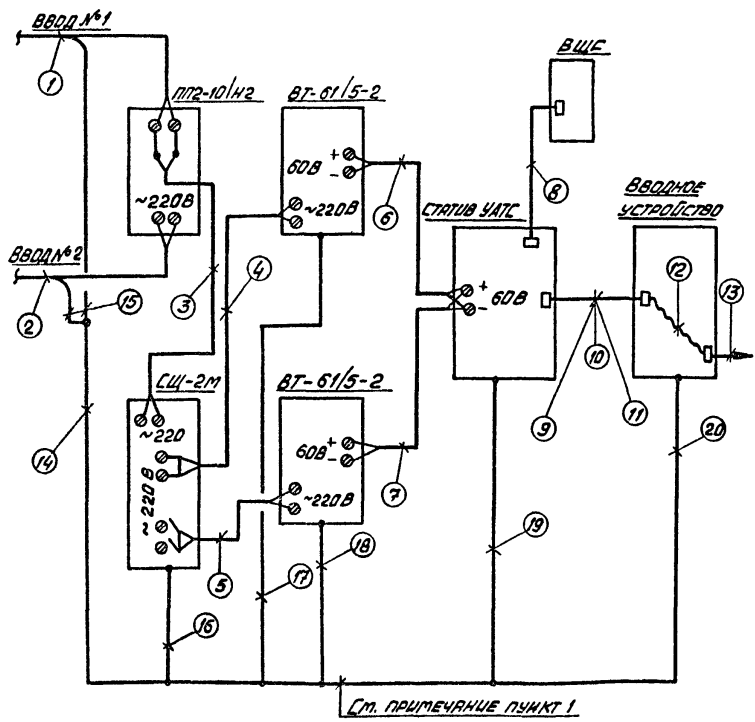 ВВОД №1
1
ПП2-10/Н2
~220В
ВТ-61/5-2
60В + -
~220В
6
ВЩЕ
8
СТАТИВ УАТС
+ - 60В
ВВОДНОЕ
УСТРОЙСТВО
12
13
ВВОД №2
2
15
3
4
9
10
11
СЩ-2М
~220
~220В
5
14
16
ВТ-61/5-2
60В + -
~220В
7
17
18
19
20
СМ. ПРИМЕЧАНИЕ ПУНКТ 1